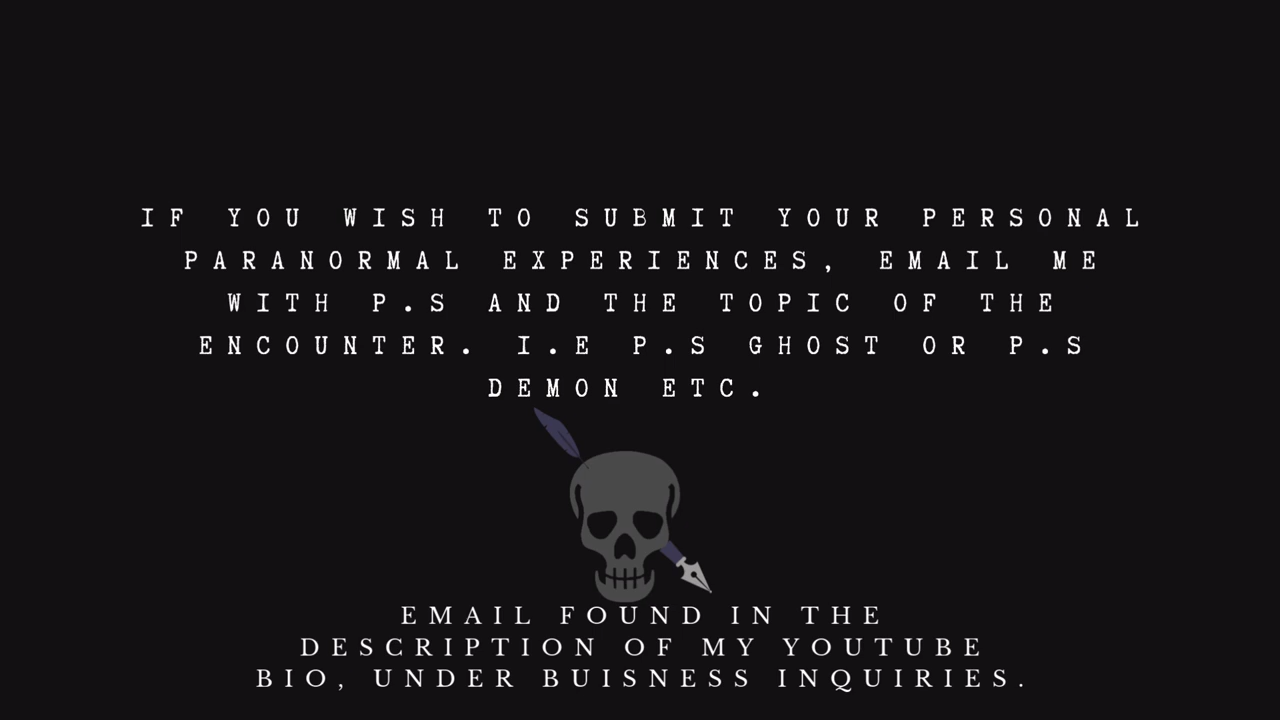 IF YOU WISH TO SUBMIT YOUR PERSONAL
PARANORMAL EXPERIENCES, EMAIL ME
WITH P.S AND THE TOPIC OF THE
ENCOUNTER. I.E P.S GHOST OR P.S
DEMON ETC.
EMAIL FOUND IN THE
DESCRIPTION OF MY YOUTUBE
BIO, UNDER BUISNESS INQUIRIES.